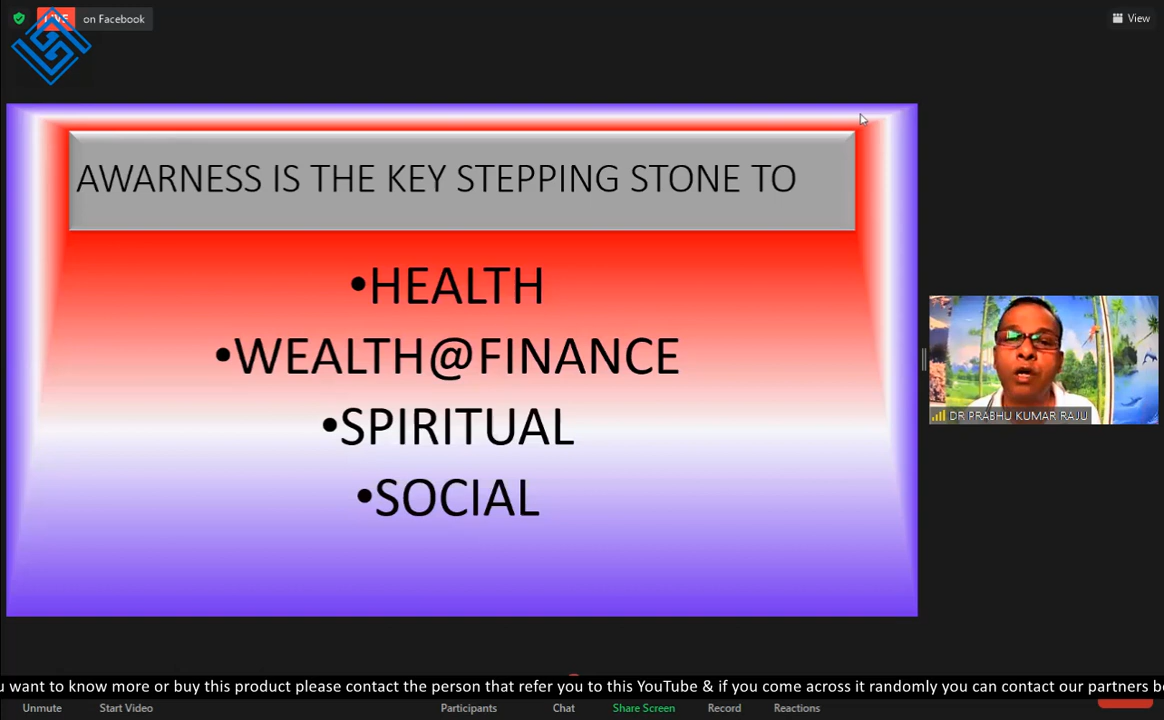 LIVE on Facebook
View
AWARNESS IS THE KEY STEPPING STONE TO
•HEALTH
•WEALTH@FINANCE
•SPIRITUAL
•SOCIAL
DR PRABHU KUMAR RAJU
u want to know more or buy this product please contact the person that refer you to this YouTube & if you come across it randomly you can contact our partners be
Unmute Start Video Participants Chat Share Screen Record Reactions